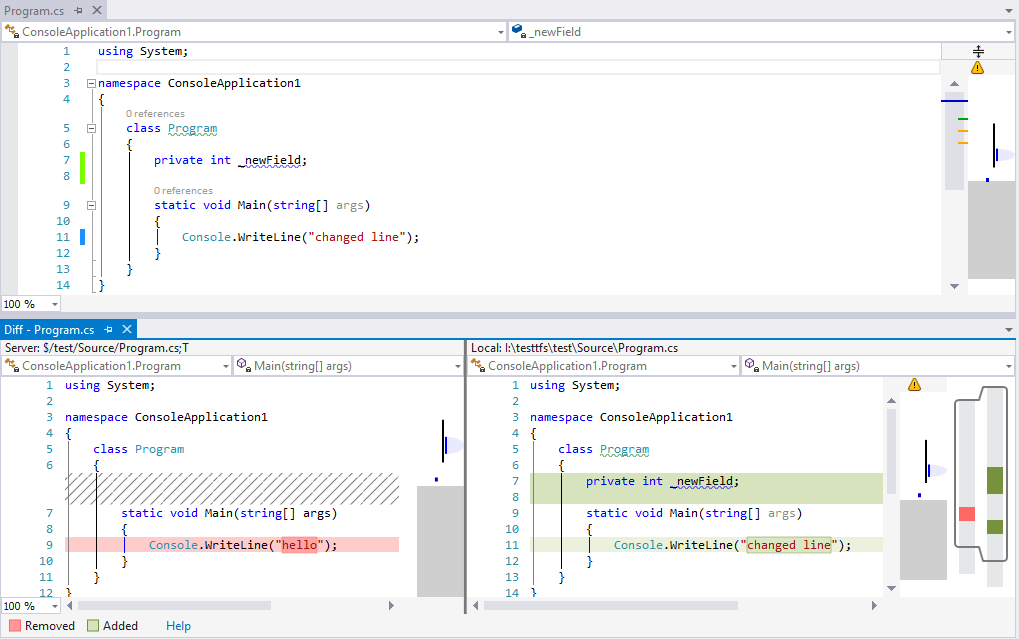 Program.cs
ConsoleApplication1.Program
_newField
1 using System;
2
3 namespace ConsoleApplication1
4 {
0 references
5 class Program
6 {
7 private int _newField;
8
0 references
9 static void Main(string[] args)
10 {
11 Console.WriteLine("changed line");
12 }
13 }
14 }
100 %
Diff - Program.cs
Server: $/test/Source/Program.cs;T
ConsoleApplication1.Program
Main(string[] args)
1 using System;
2
3 namespace ConsoleApplication1
4 {
5 class Program
6 {
7 static void Main(string[] args)
8 {
9 Console.WriteLine("hello");
10 }
11 }
12 }
100 %
Local: I:\testtfs\test\Source\Program.cs
ConsoleApplication1.Program
Main(string[] args)
1 using System;
2
3 namespace ConsoleApplication1
4 {
5 class Program
6 {
7 private int _newField;
8
9 static void Main(string[] args)
10 {
11 Console.WriteLine("changed line");
12 }
13 }
14 }
Removed Added Help